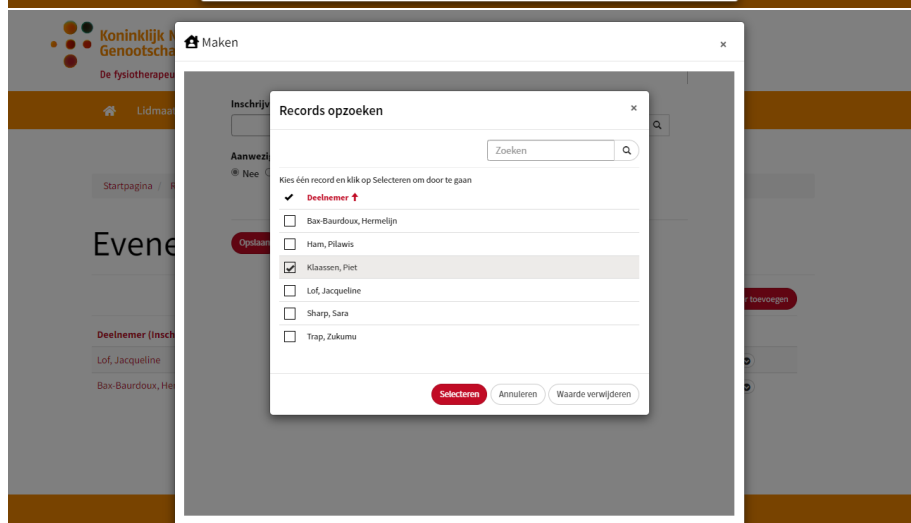 Koninklijk N
Genootscha
De fysiotherapeu
Maken
×
Lidmaat
Startpagina /
Inschrijv
Aanwezi
Nee
Opslaan
Evene
r toevoegen
Deelnemer (Insch
Lof, Jacqueline
Bax-Baurdoux, Her
Records opzoeken
×
Zoeken
Kies één record en klik op Selecteren om door te gaan
Deelnemer
Bax-Baurdoux, Hermelijn
Ham, Pilawis
Klaassen, Piet
Lof, Jacqueline
Sharp, Sara
Trap, Zukumu
Selecteren Annuleren Waarde verwijderen